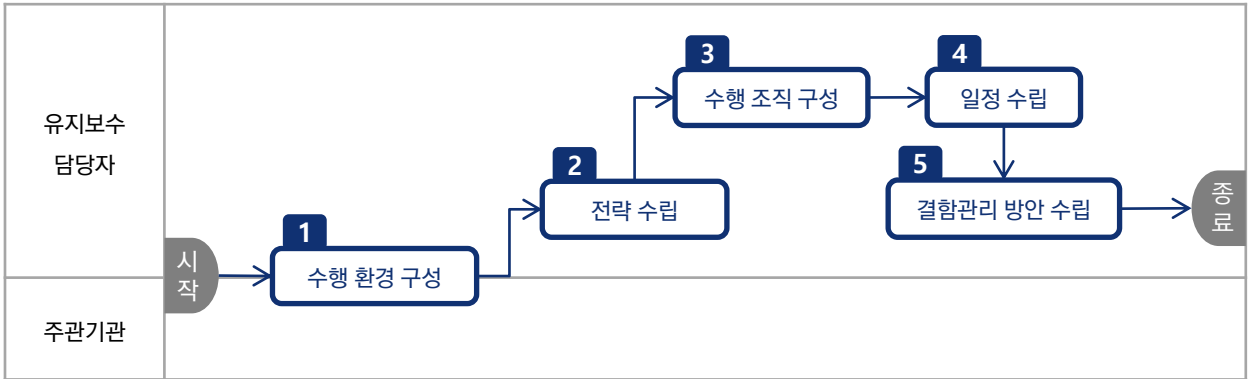 유지보수
담당자
주관기관
시
작
1
수행 환경 구성
2
전략 수립
3
수행 조직 구성
4
일정 수립
5
결함관리 방안 수립
종
료